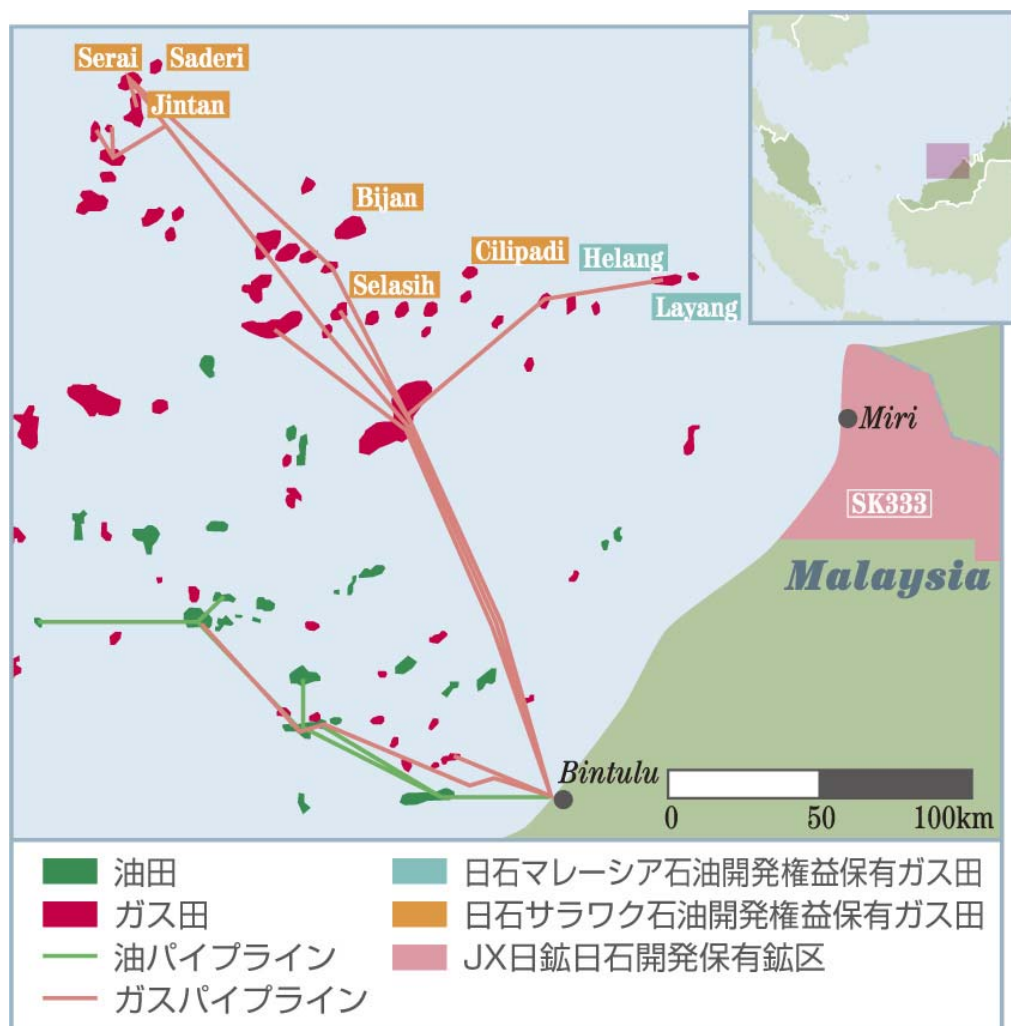 Serai
Saderi
Jintan
Bijan
Cilipadi
Helang
Selasih
Layang
Miri
SK333
Malaysia
Bintulu
0 50 100km
油田
ガス田
油パイプライン
ガスパイプライン
日石マレーシア石油開発権益保有ガス田
日石サラワク石油開発権益保有ガス田
JX日鉱日石開発保有鉱区